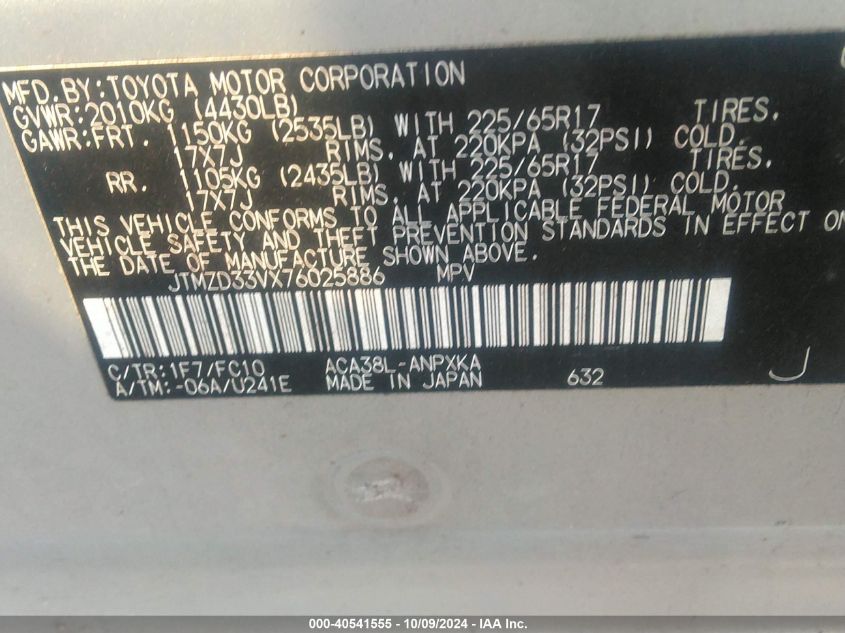 MFD. BY: TOYOTA MOTOR CORPORATION
GVWR: 2010KG (4430LB)
GAWR: FRT. 1150KG (2535LB) WITH 225/65R17 TIRES.
17X7J RIMS. AT 220KPA (32PSI) COLD.
RR. 1105KG (2435LB) WITH 225/65R17 TIRES.
17X7J RIMS. AT 220KPA (32PSI) COLD.
THIS VEHICLE CONFORMS TO ALL APPLICABLE FEDERAL MOTOR
VEHICLE SAFETY AND THEFT PREVENTION STANDARDS IN EFFECT ON
THE DATE OF MANUFACTURE SHOWN ABOVE.
JTMZD33VX76025886 MPV
C/TR: 1F7/FC10 ACA38L-ANPXKA
A/TM: -06A/U241E MADE IN JAPAN 632 J
000-40541555 - 10/09/2024 - IAA Inc.